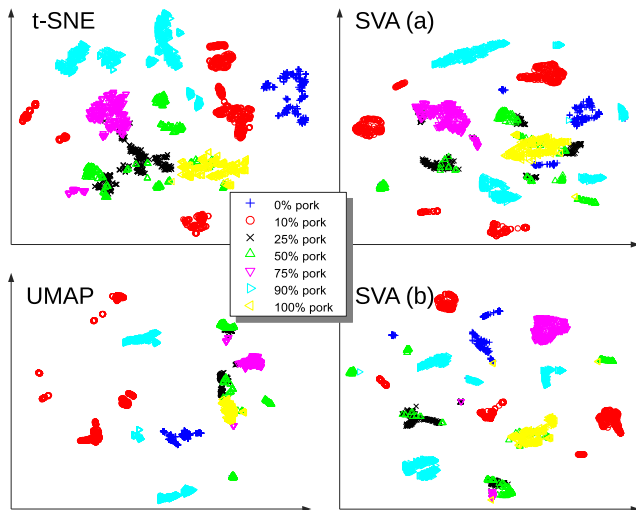 t-SNE
SVA (a)
0% pork
10% pork
25% pork
50% pork
75% pork
90% pork
100% pork
UMAP
SVA (b)